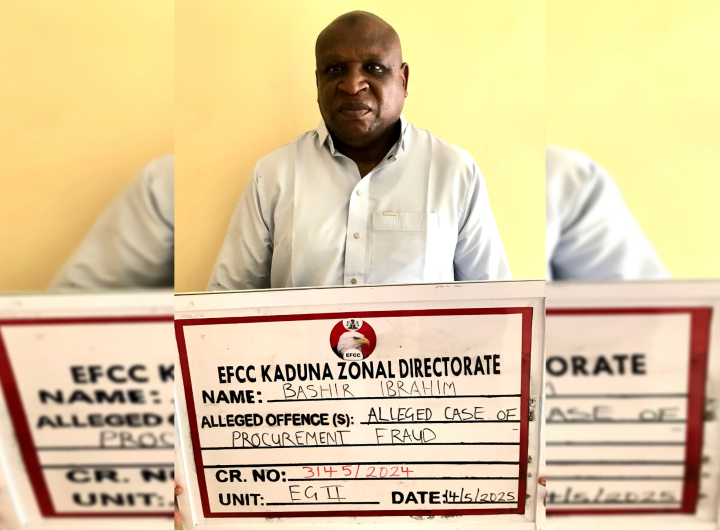 EFCC
EFCC KADUNA ZONAL DIRECTORATE
NAME: BASHIR IBRAHIM
ALLEGED OFFENCE (S): ALLEGED CASE OF
PROCUREMENT FRAUD
CR. NO: 3145/2024
UNIT: EG II DATE: 14/5/2025